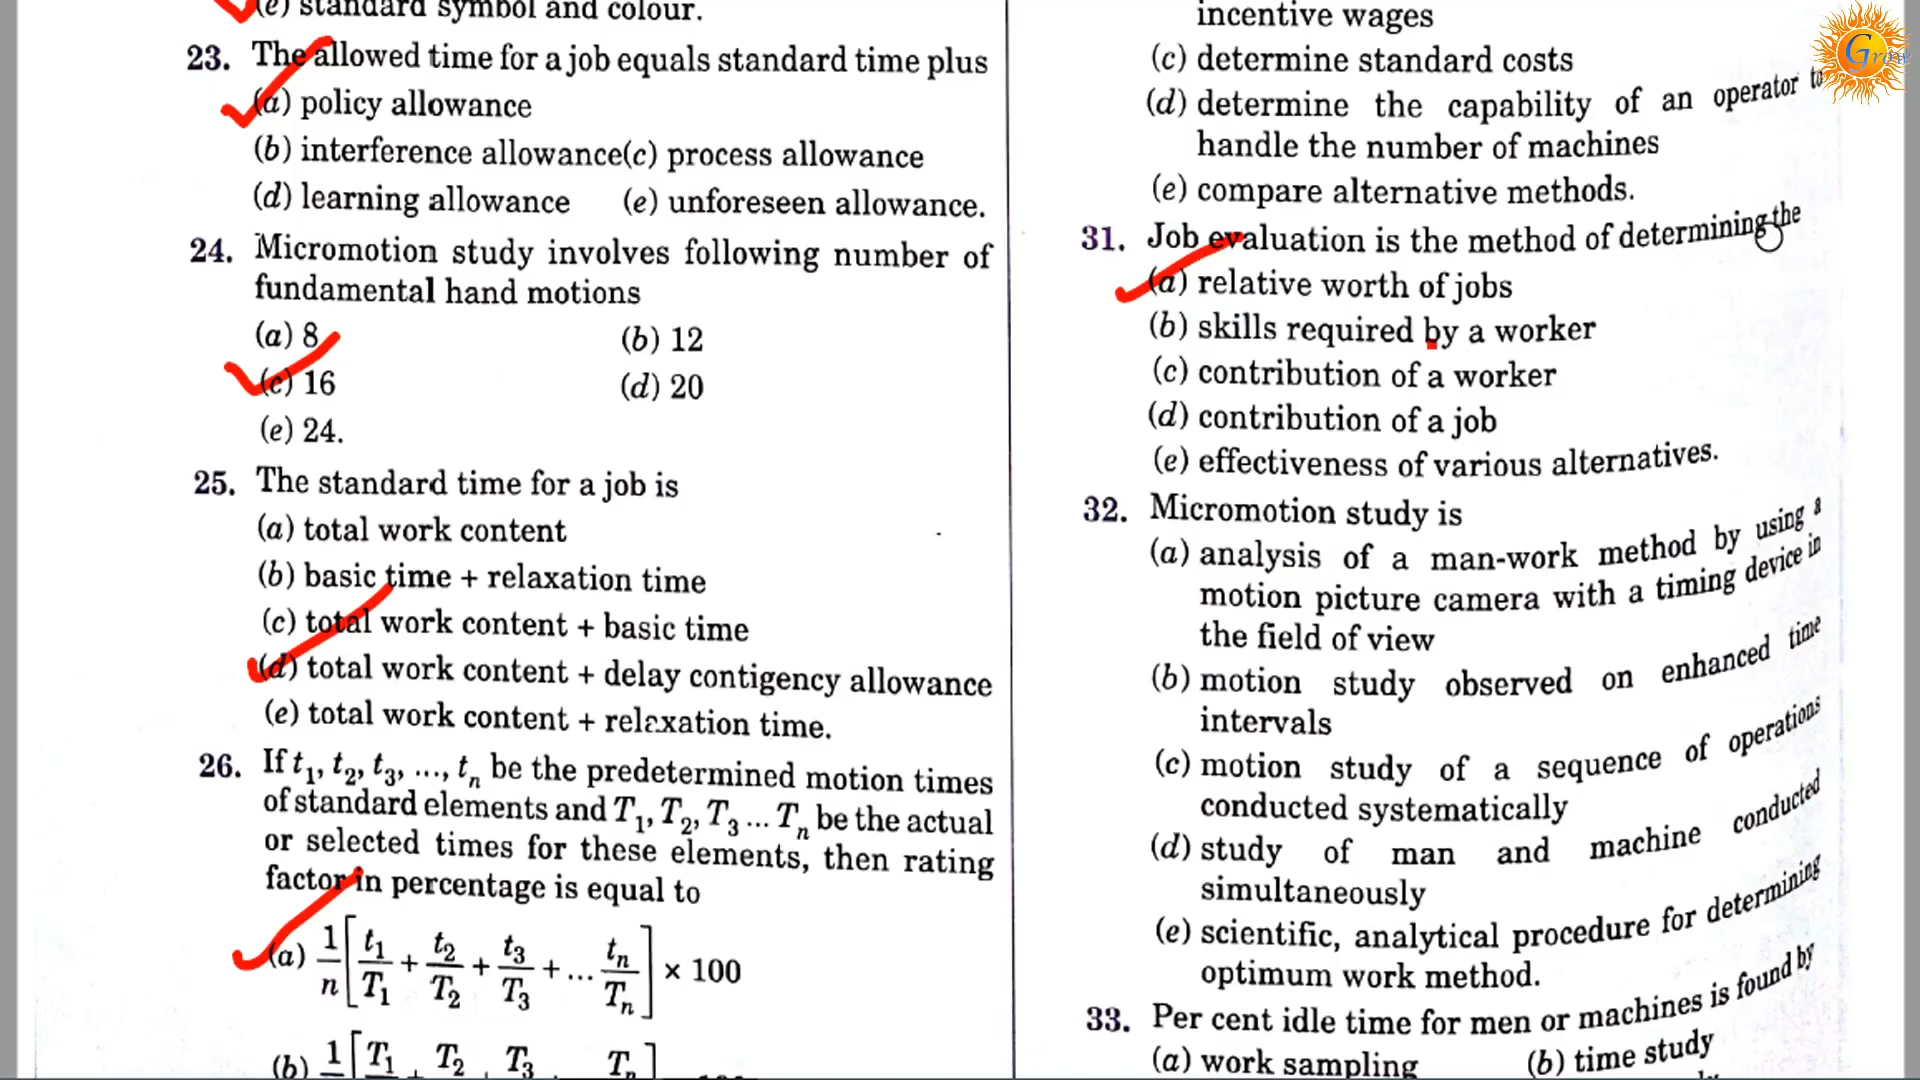 (e) standard symbol and colour.
23. The allowed time for a job equals standard time plus
(a) policy allowance
(b) interference allowance(c) process allowance
(d) learning allowance (e) unforeseen allowance.
24. Micromotion study involves following number of
fundamental hand motions
(a) 8 (b) 12
(c) 16 (d) 20
(e) 24.
25. The standard time for a job is
(a) total work content
(b) basic time + relaxation time
(c) total work content + basic time
(d) total work content + delay contigency allowance
(e) total work content + relaxation time.
26. If t₁, t₂, t₃, ..., tₙ be the predetermined motion times
of standard elements and T₁, T₂, T₃ ... Tₙ be the actual
or selected times for these elements, then rating
factor in percentage is equal to
(a) 1/n [t₁/T₁ + t₂/T₂ + t₃/T₃ + ... tₙ/Tₙ] × 100
(b) 1 [T₁ T₂ T₃ Tₙ]
incentive wages
(c) determine standard costs
(d) determine the capability of an operator to
handle the number of machines
(e) compare alternative methods.
31. Job evaluation is the method of determining the
(a) relative worth of jobs
(b) skills required by a worker
(c) contribution of a worker
(d) contribution of a job
(e) effectiveness of various alternatives.
32. Micromotion study is
(a) analysis of a man-work method by using a
motion picture camera with a timing device in
the field of view
(b) motion study observed on enhanced time
intervals
(c) motion study of a sequence of operations
conducted systematically
(d) study of man and machine conducted
simultaneously
(e) scientific, analytical procedure for determining
optimum work method.
33. Per cent idle time for men or machines is found by
(a) work sampling (b) time study
Grow